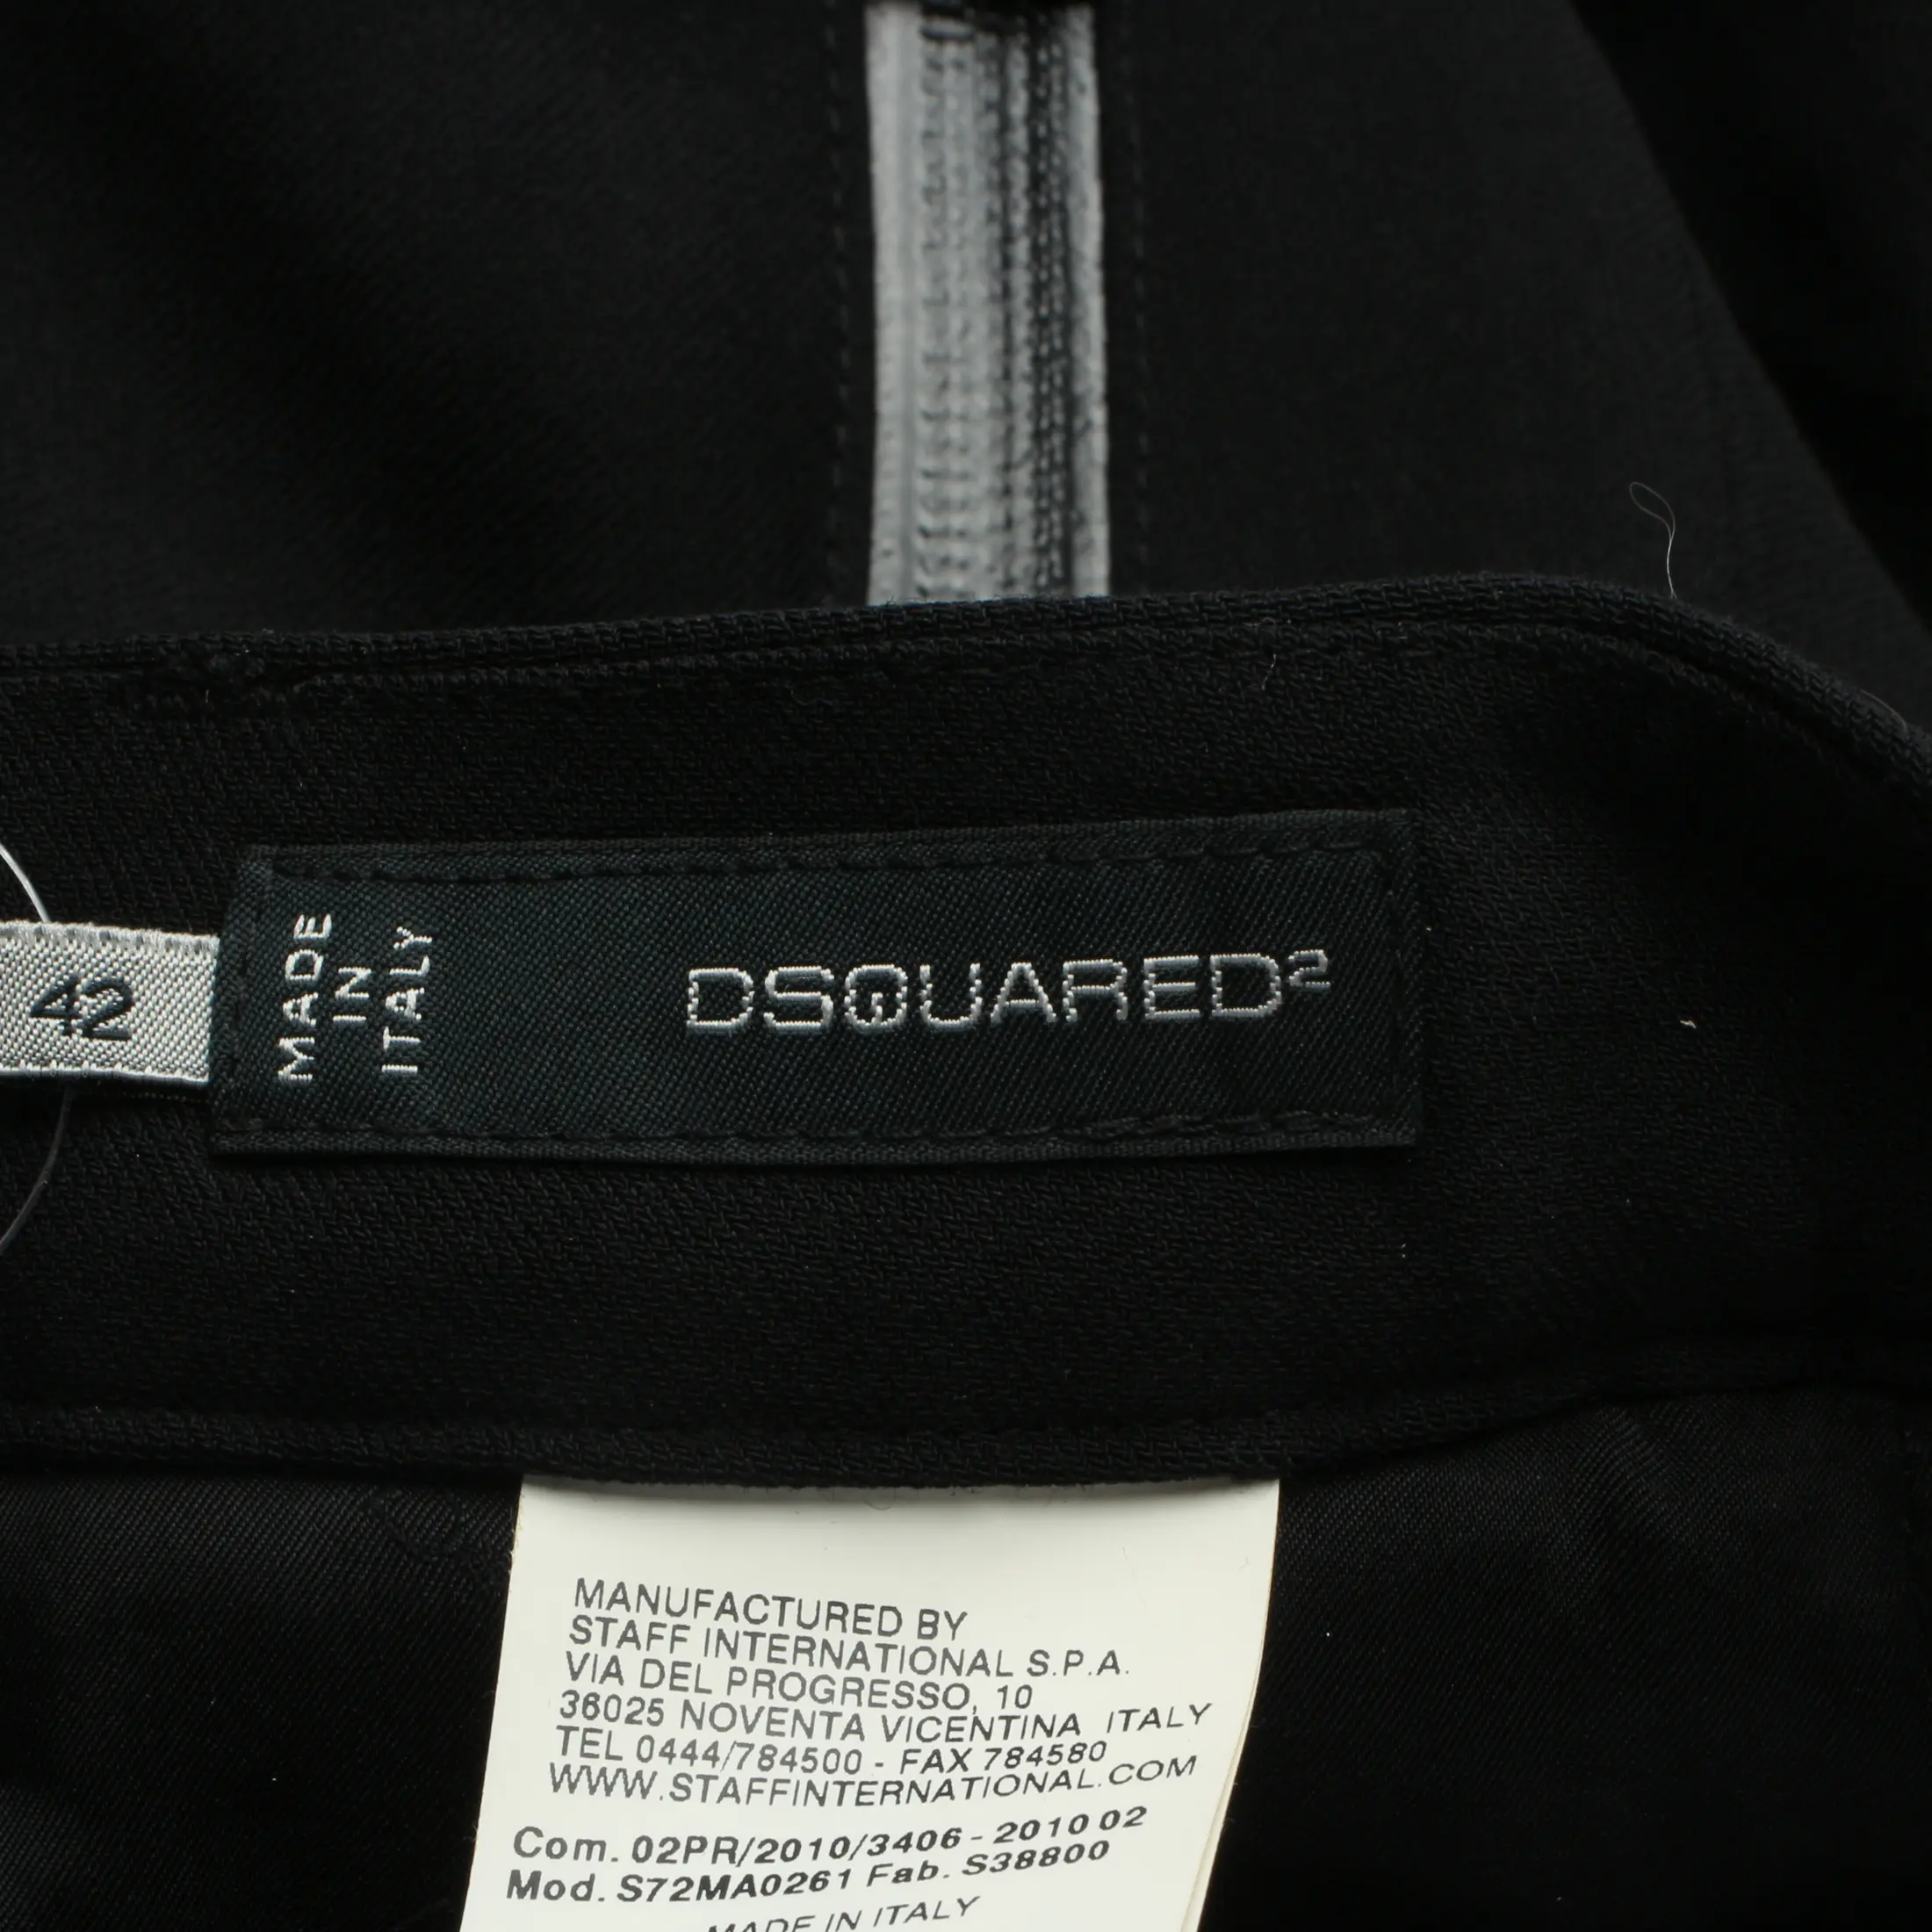 42
MADE
IN
ITALY
DSQUARED²
MANUFACTURED BY
STAFF INTERNATIONAL S.P.A.
VIA DEL PROGRESSO, 10
36025 NOVENTA VICENTINA ITALY
TEL 0444/784500 - FAX 784580
WWW.STAFFINTERNATIONAL.COM
Com. 02PR/2010/3406 - 2010 02
Mod. S72MA0261 Fab. S38800
MADE IN ITALY